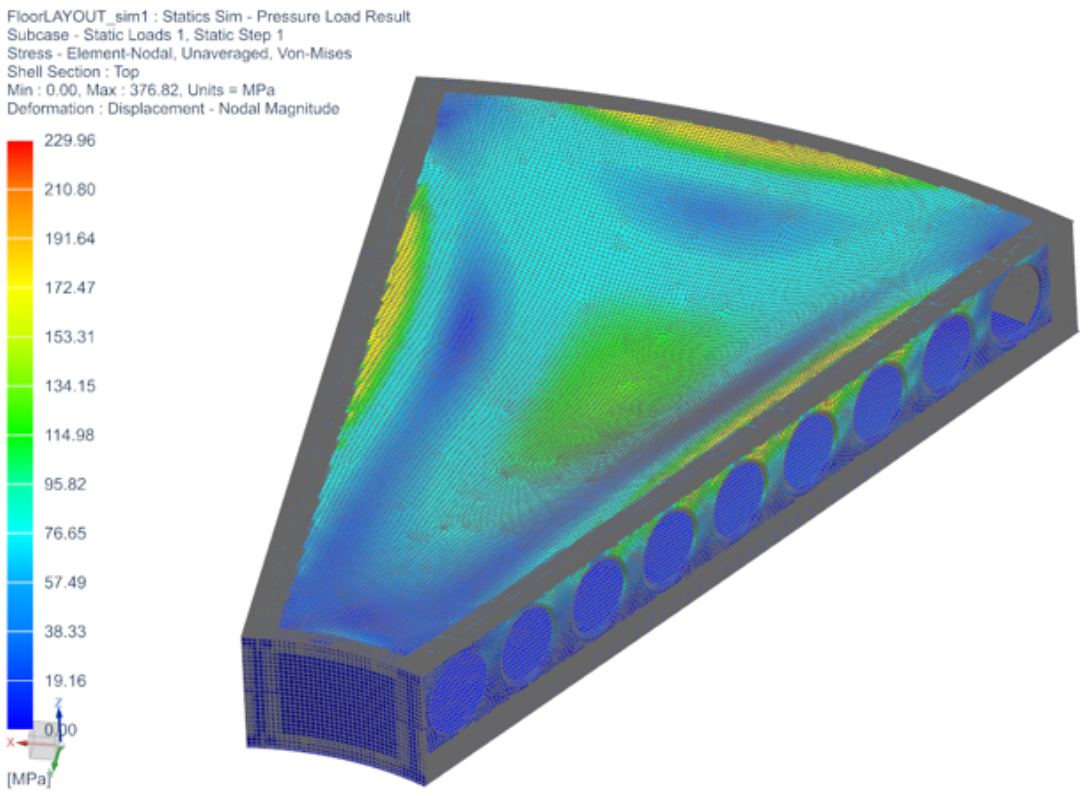 FloorLAYOUT_sim1 : Statics Sim - Pressure Load Result
Subcase - Static Loads 1, Static Step 1
Stress - Element-Nodal, Unaveraged, Von-Mises
Shell Section : Top
Min : 0.00, Max : 376.82, Units = MPa
Deformation : Displacement - Nodal Magnitude
229.96
210.80
191.64
172.47
153.31
134.15
114.98
95.82
76.65
57.49
38.33
19.16
Z
0.00
X
[MPa]